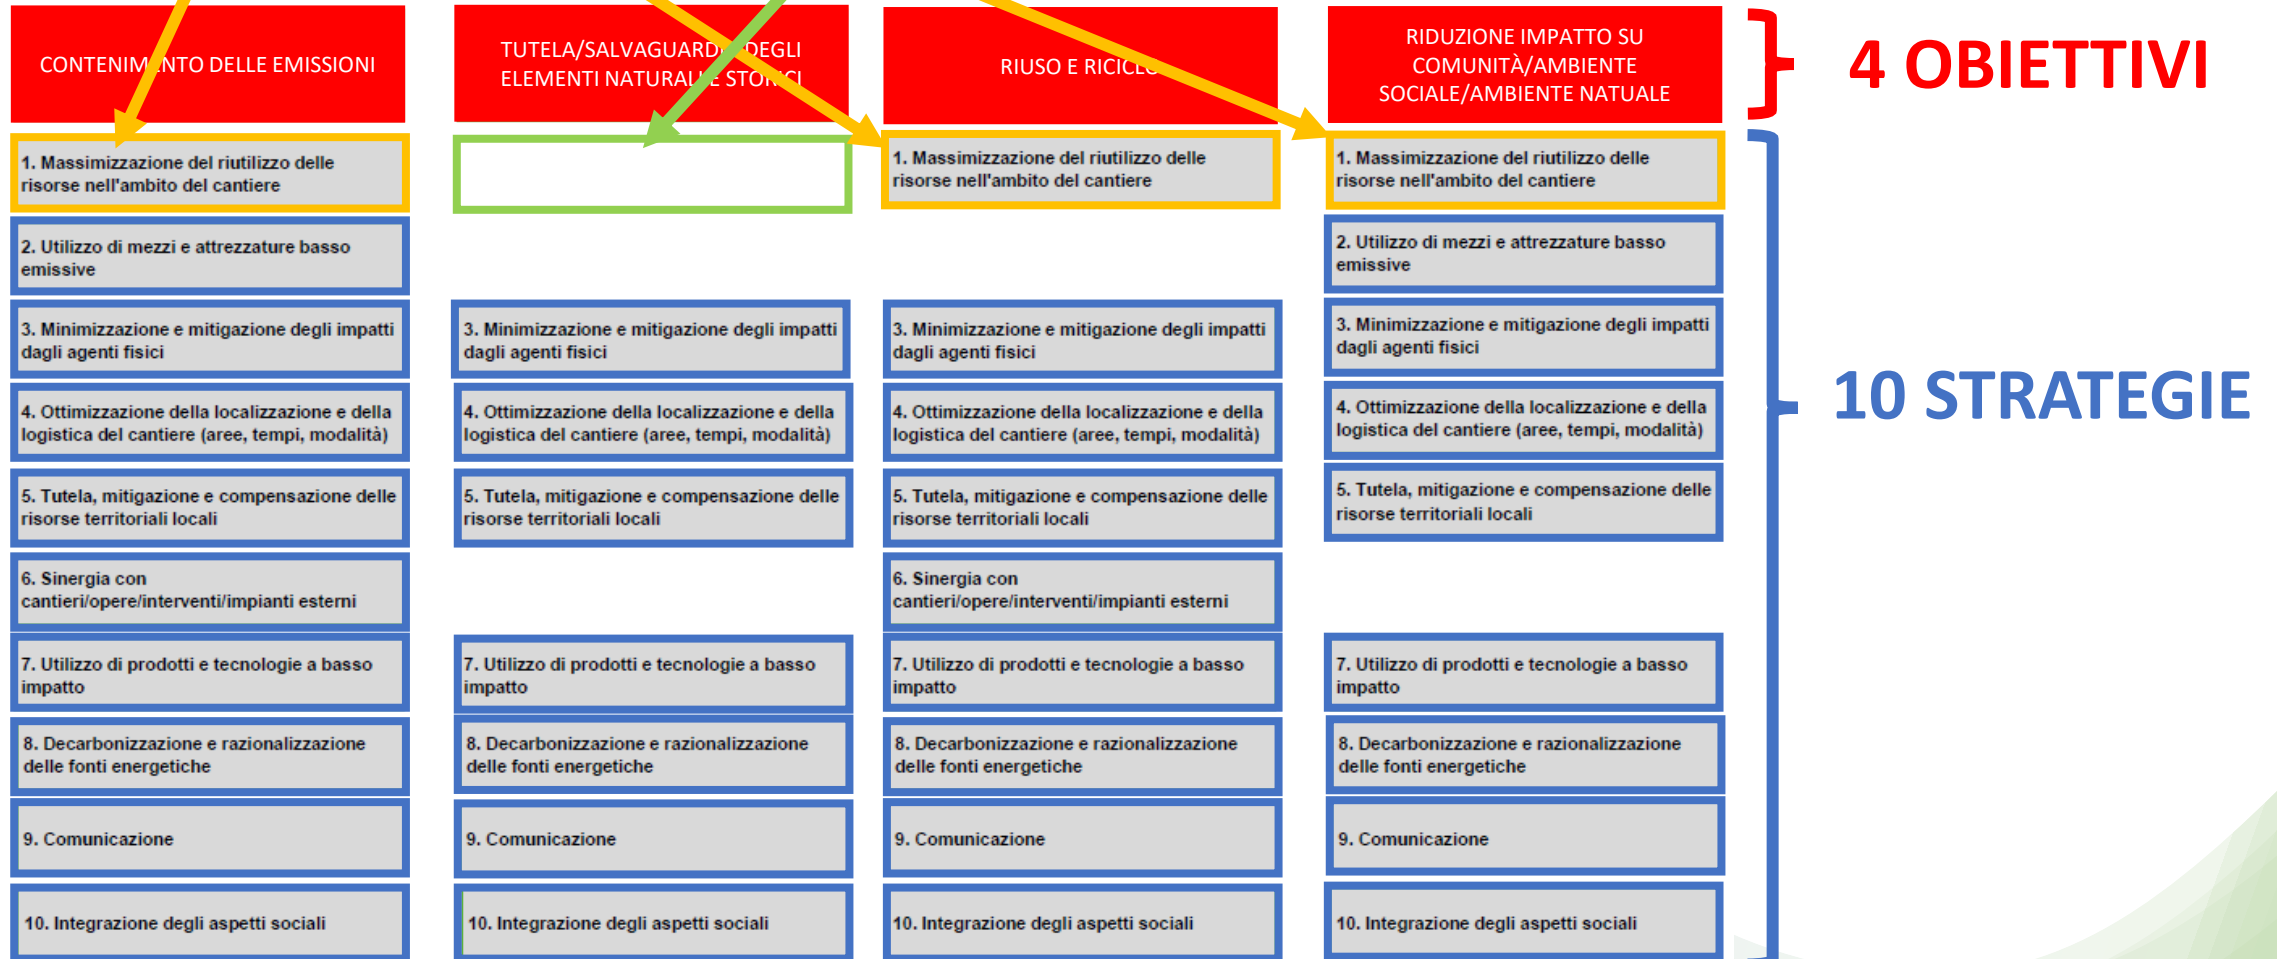 CONTENIMENTO DELLE EMISSIONI
TUTELA/SALVAGUARDIA DEGLI
ELEMENTI NATURALI E STORICI
RIUSO E RICICLO
RIDUZIONE IMPATTO SU
COMUNITÀ/AMBIENTE
SOCIALE/AMBIENTE NATUALE
4 OBIETTIVI
1. Massimizzazione del riutilizzo delle
risorse nell'ambito del cantiere
2. Utilizzo di mezzi e attrezzature basso
emissive
3. Minimizzazione e mitigazione degli impatti
dagli agenti fisici
4. Ottimizzazione della localizzazione e della
logistica del cantiere (aree, tempi, modalità)
5. Tutela, mitigazione e compensazione delle
risorse territoriali locali
6. Sinergia con
cantieri/opere/interventi/impianti esterni
7. Utilizzo di prodotti e tecnologie a basso
impatto
8. Decarbonizzazione e razionalizzazione
delle fonti energetiche
9. Comunicazione
10. Integrazione degli aspetti sociali
3. Minimizzazione e mitigazione degli impatti
dagli agenti fisici
4. Ottimizzazione della localizzazione e della
logistica del cantiere (aree, tempi, modalità)
5. Tutela, mitigazione e compensazione delle
risorse territoriali locali
7. Utilizzo di prodotti e tecnologie a basso
impatto
8. Decarbonizzazione e razionalizzazione
delle fonti energetiche
9. Comunicazione
10. Integrazione degli aspetti sociali
1. Massimizzazione del riutilizzo delle
risorse nell'ambito del cantiere
3. Minimizzazione e mitigazione degli impatti
dagli agenti fisici
4. Ottimizzazione della localizzazione e della
logistica del cantiere (aree, tempi, modalità)
5. Tutela, mitigazione e compensazione delle
risorse territoriali locali
6. Sinergia con
cantieri/opere/interventi/impianti esterni
7. Utilizzo di prodotti e tecnologie a basso
impatto
8. Decarbonizzazione e razionalizzazione
delle fonti energetiche
9. Comunicazione
10. Integrazione degli aspetti sociali
1. Massimizzazione del riutilizzo delle
risorse nell'ambito del cantiere
2. Utilizzo di mezzi e attrezzature basso
emissive
3. Minimizzazione e mitigazione degli impatti
dagli agenti fisici
4. Ottimizzazione della localizzazione e della
logistica del cantiere (aree, tempi, modalità)
5. Tutela, mitigazione e compensazione delle
risorse territoriali locali
7. Utilizzo di prodotti e tecnologie a basso
impatto
8. Decarbonizzazione e razionalizzazione
delle fonti energetiche
9. Comunicazione
10. Integrazione degli aspetti sociali
10 STRATEGIE